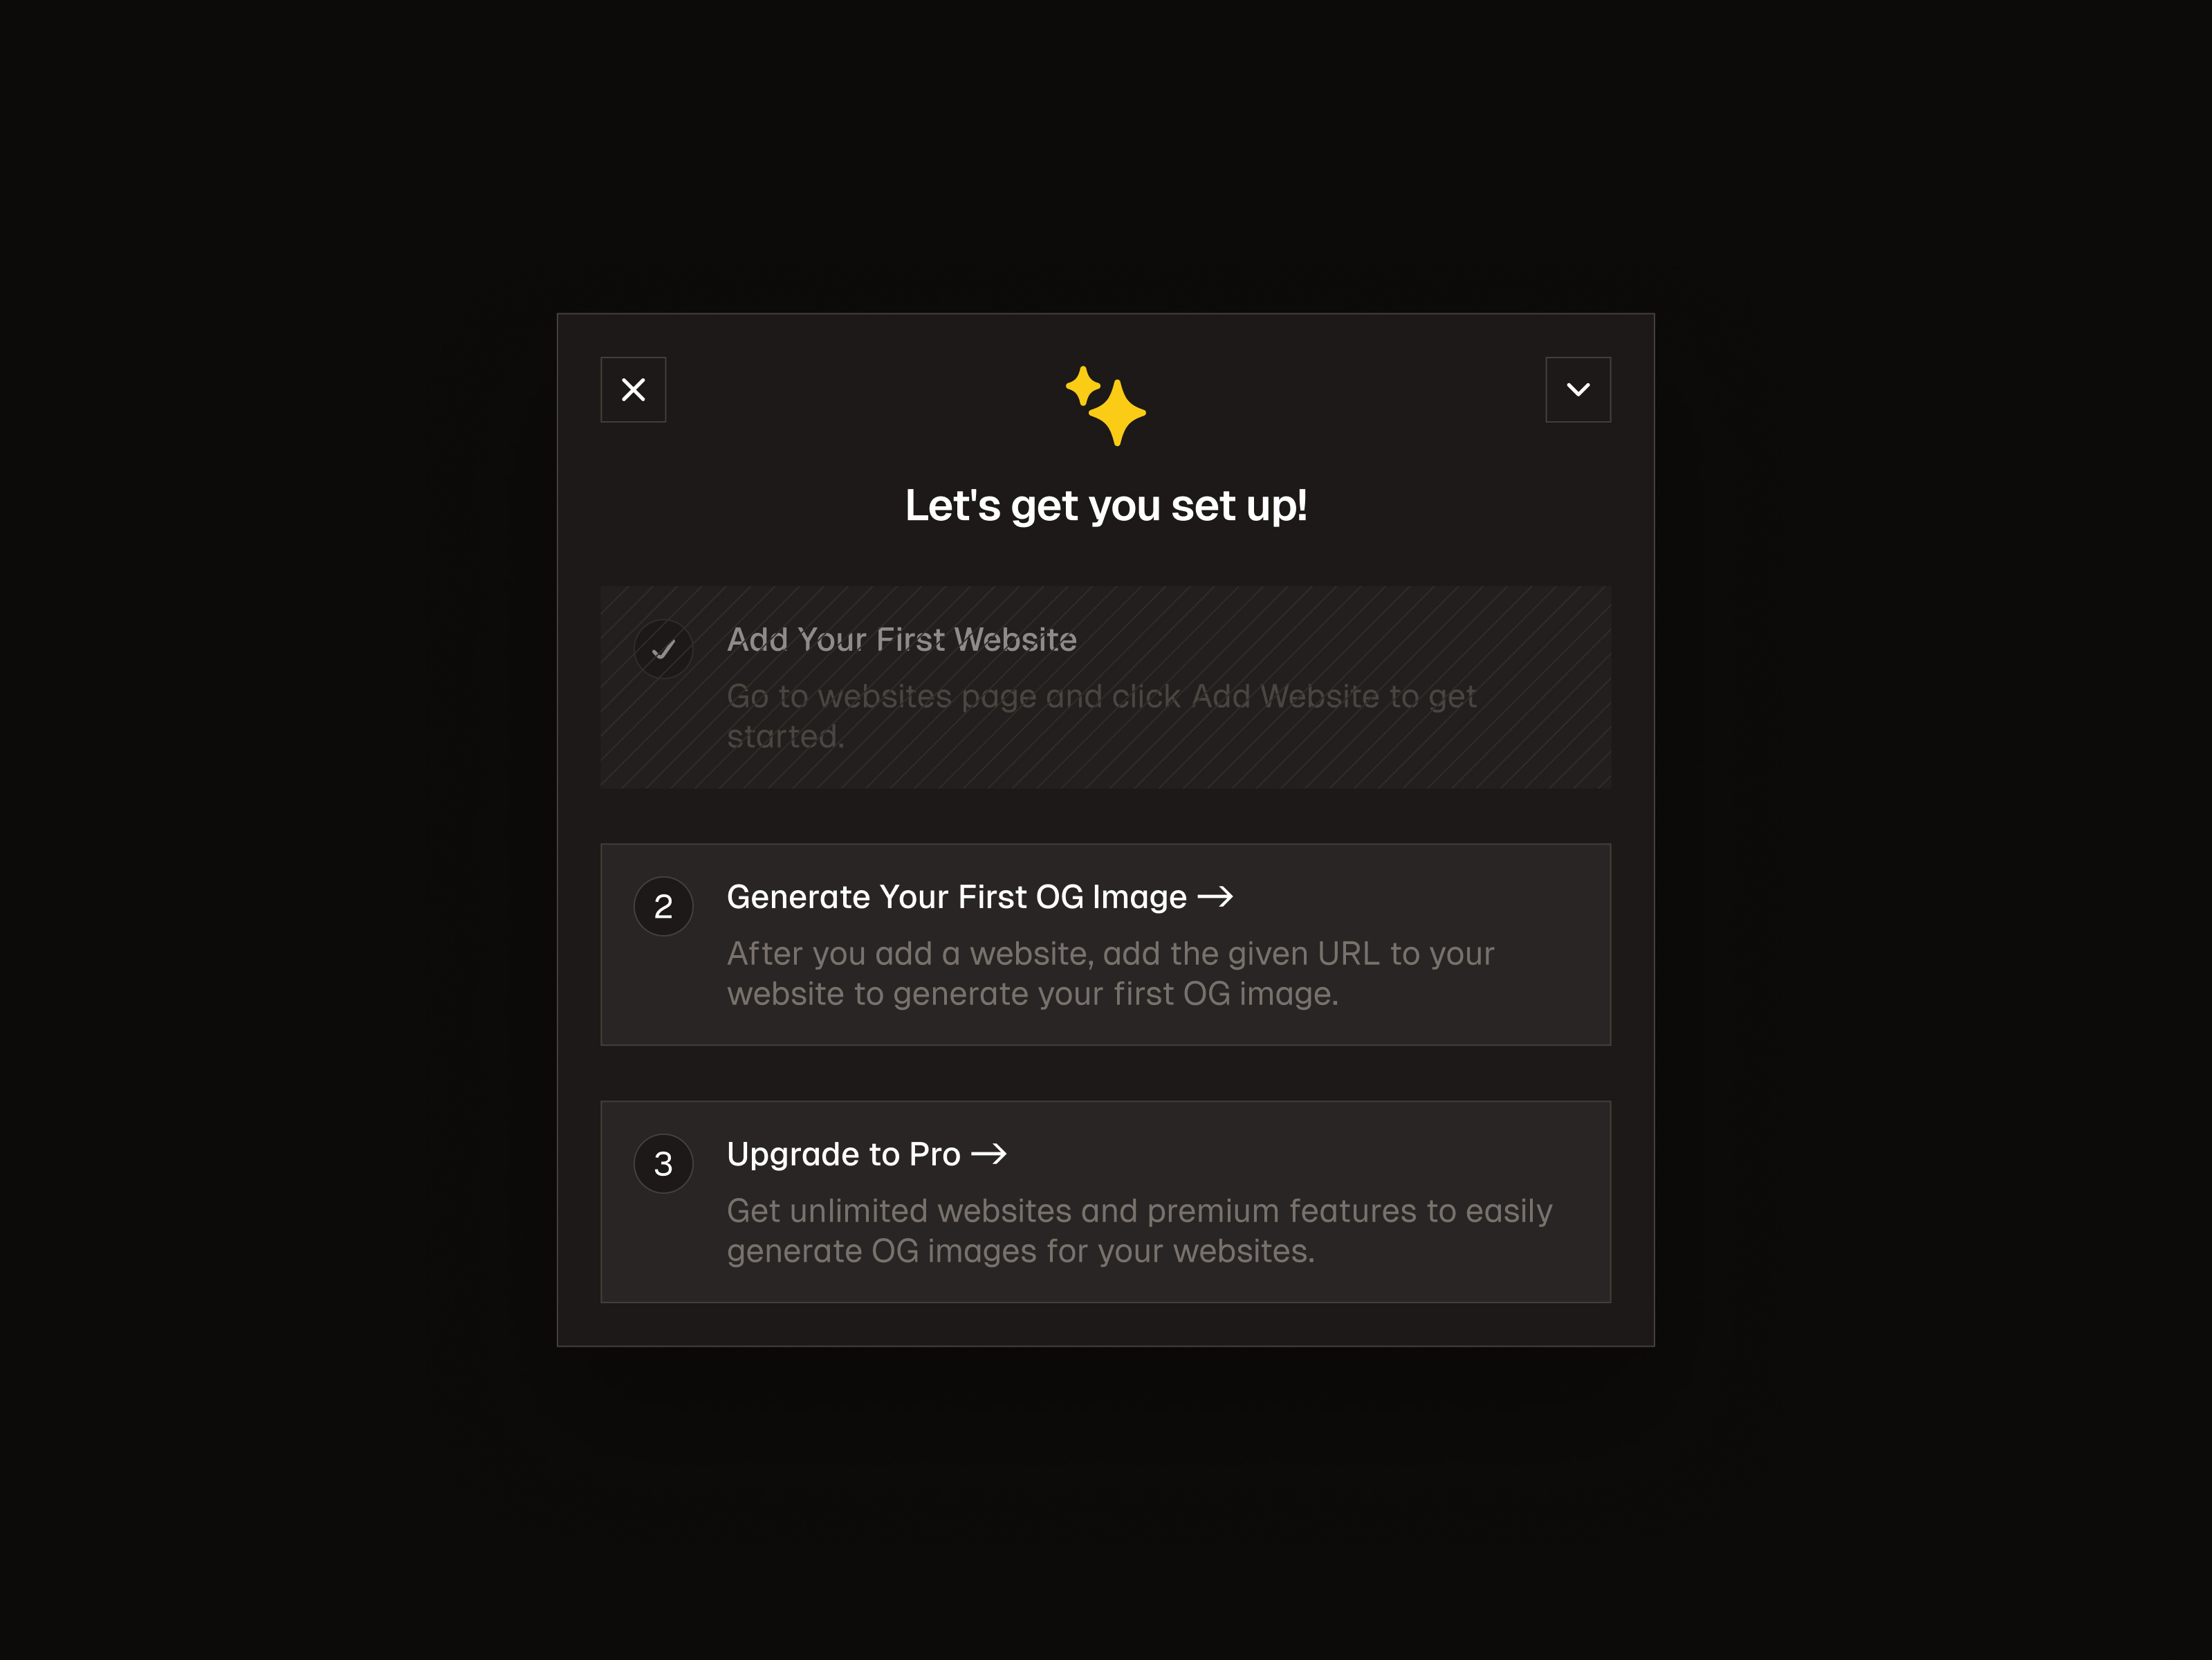 Let's get you set up!
Add Your First Website
Go to websites page and click Add Website to get
started.
2
Generate Your First OG Image →
After you add a website, add the given URL to your
website to generate your first OG image.
3
Upgrade to Pro →
Get unlimited websites and premium features to easily
generate OG images for your websites.